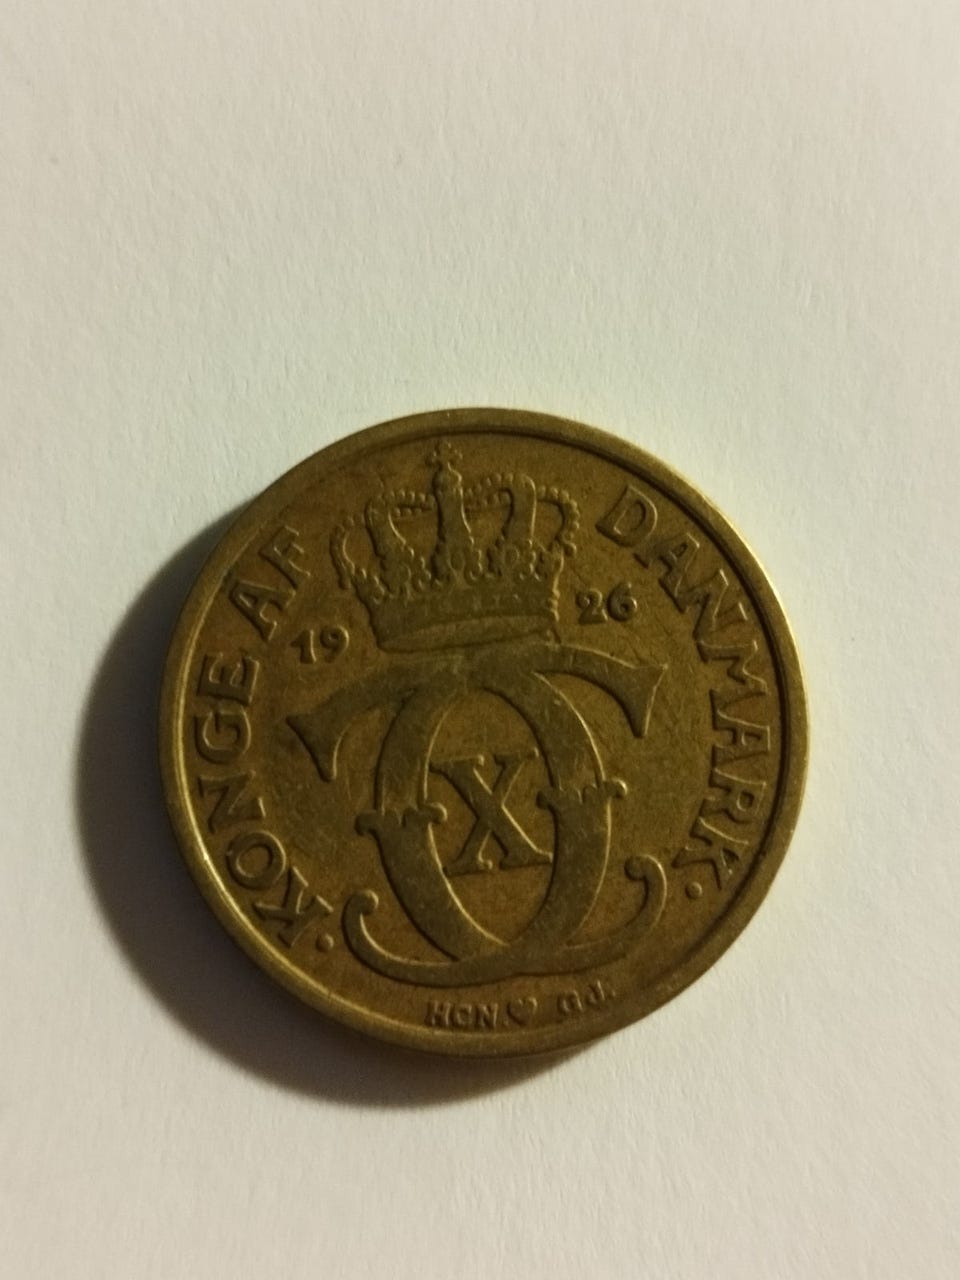 · KONGE AF DANMARK ·
19 26
X
HCN ♥ GJ.